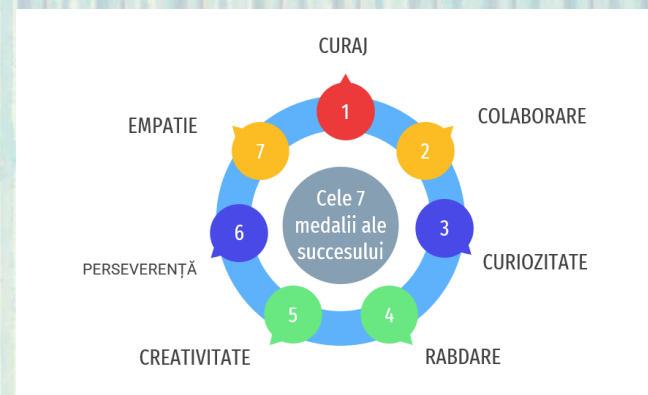 CURAJ
1
COLABORARE
2
CURIOZITATE
3
RABDARE
4
CREATIVITATE
5
PERSEVERENȚĂ
6
EMPATIE
7
Cele 7
medalii ale
succesului